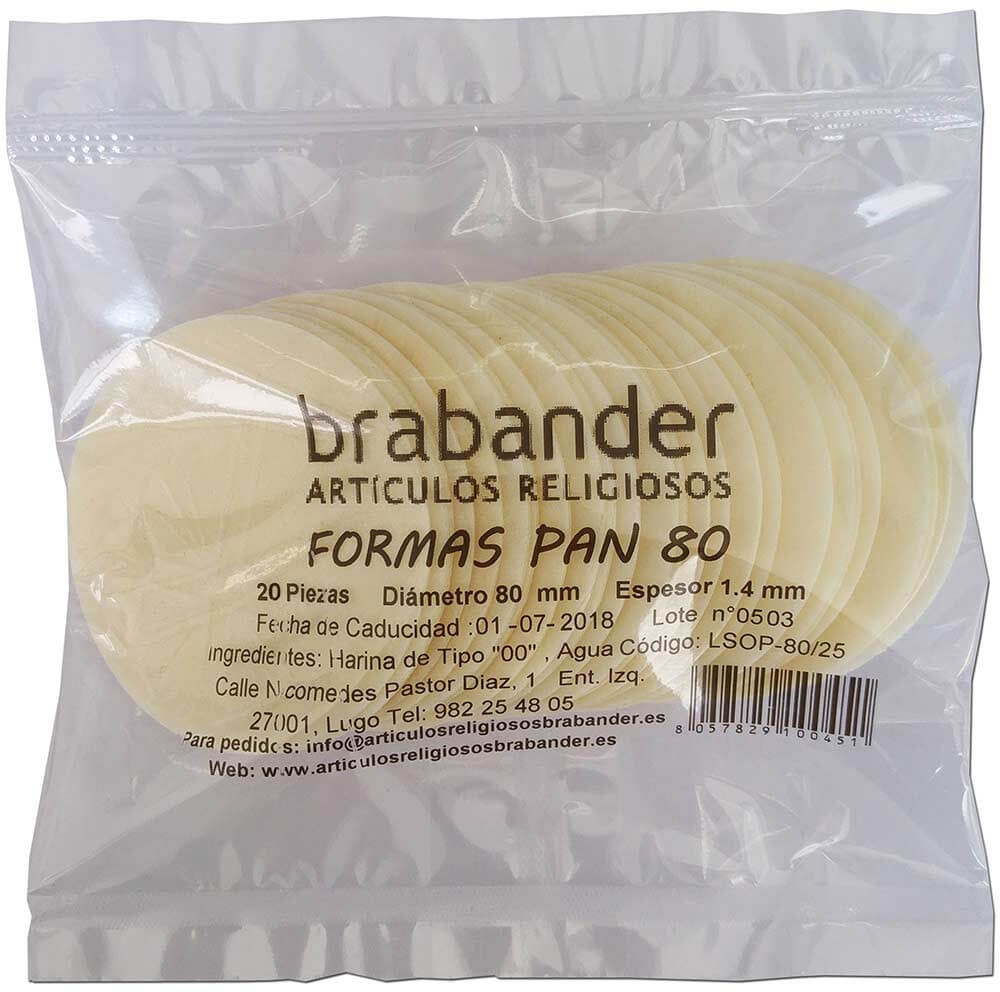 brabander
ARTÍCULOS RELIGIOSOS
FORMAS PAN 80
20 Piezas Diámetro 80 mm Espesor 1.4 mm
Fecha de Caducidad :01-07-2018 Lote n°0503
Ingredientes: Harina de Tipo "00" , Agua Código: LSOP-80/25
Calle Nicomedes Pastor Diaz, 1 Ent. Izq.
27001, Lugo Tel: 982 25 48 05
Para pedidos: info@articulosreligiososbrabander.es
Web: www.articulosreligiososbrabander.es
8 057829 100451